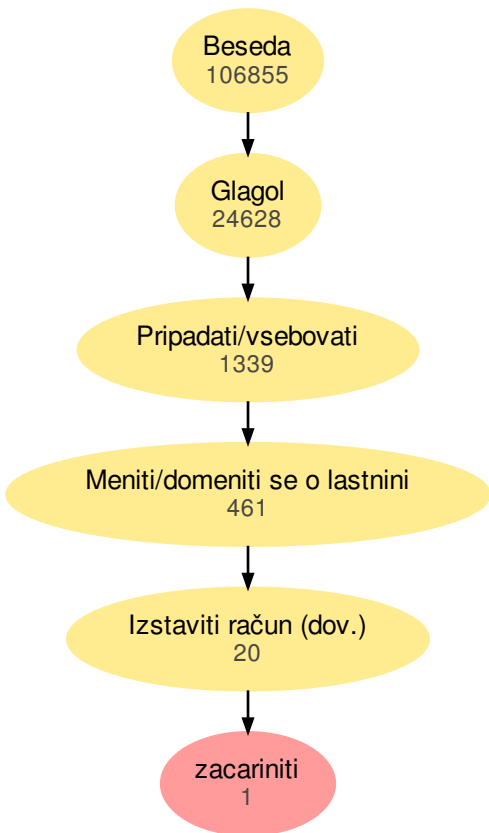 Beseda
106855
Glagol
24628
Pripadati/vsebovati
1339
Meniti/domeniti se o lastnini
461
Izstaviti račun (dov.)
20
zacariniti
1